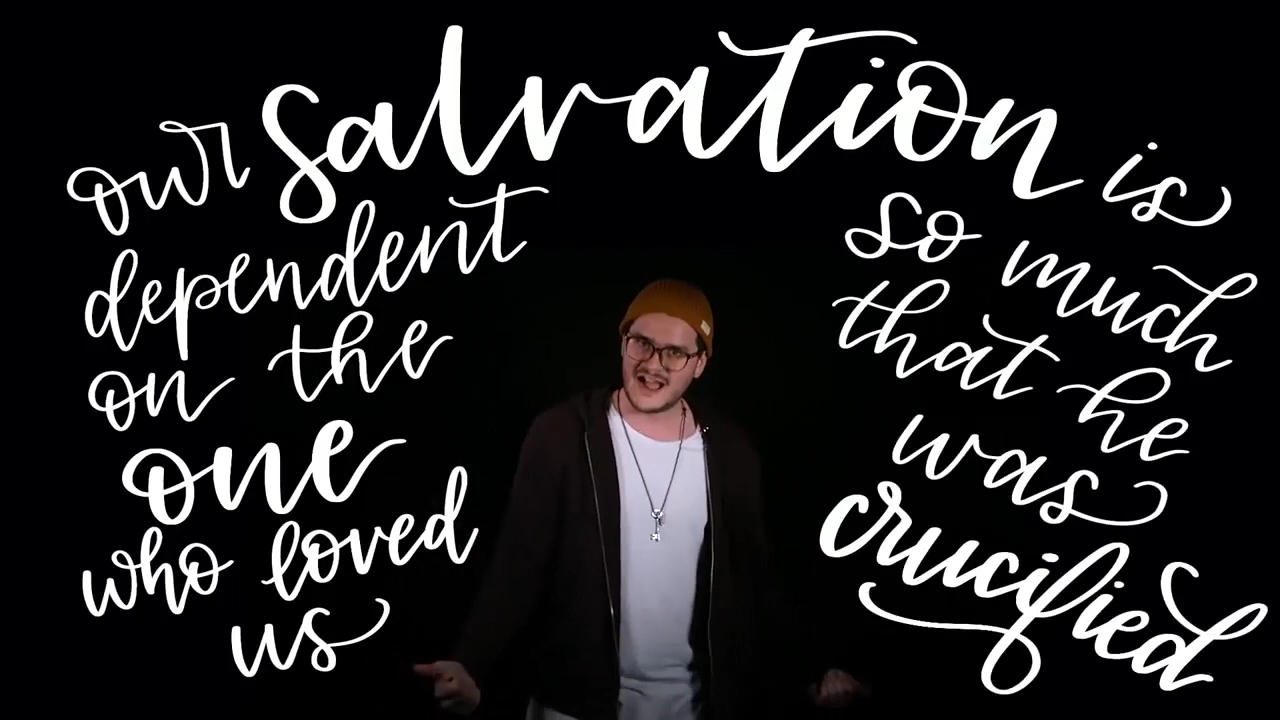 our salvation is
dependent
on the
one
who loved
us
so much
that he
was
crucified